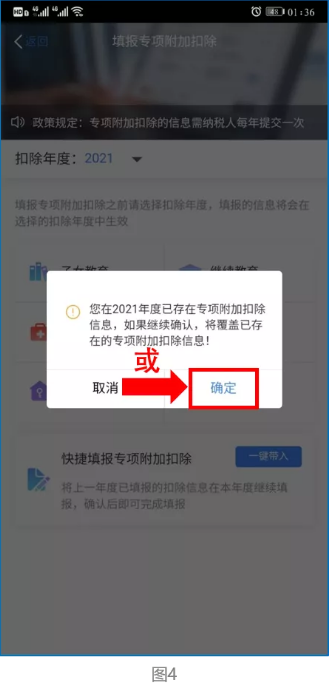 HD 4G 4G 48 01:36
返回 填报专项附加扣除
政策规定：专项附加扣除的信息需纳税人每年提交一次
扣除年度：2021
填报专项附加扣除之前请选择扣除年度，填报的信息将会在
选择的扣除年度中生效
子女教育 继续教育
您在2021年度已存在专项附加扣除
信息，如果继续确认，将覆盖已存
在的专项附加扣除信息！
或
取消 确定
快捷填报专项附加扣除 一键带入
将上一年度已填报的扣除信息在本年度继续填
报，确认后即可完成填报
图4